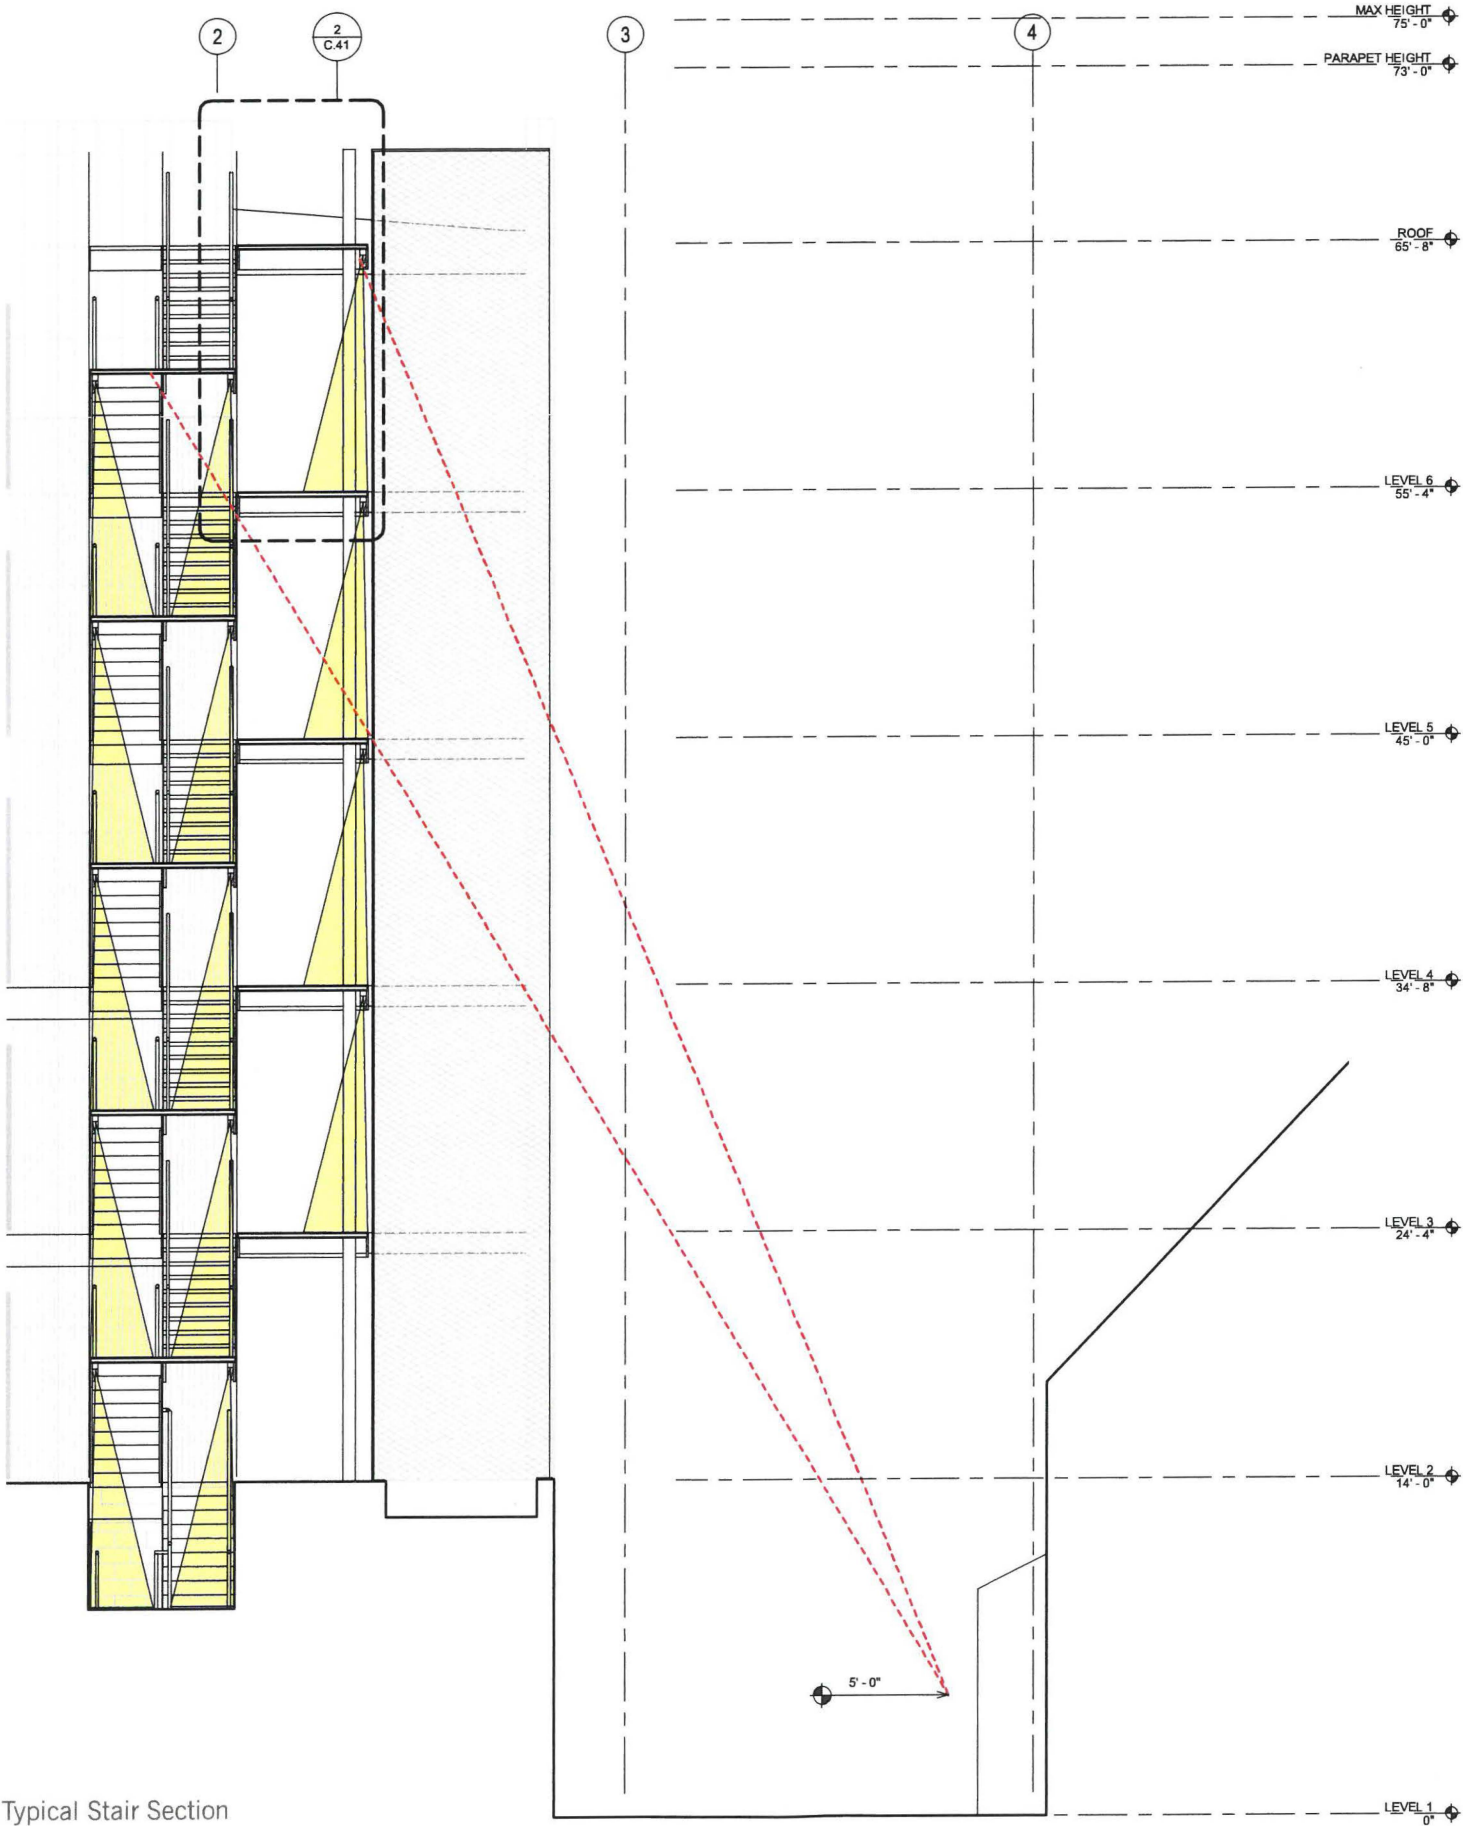 MAX HEIGHT
75' - 0"
2
2
C.41
3
4
PARAPET HEIGHT
73' - 0"
ROOF
65' - 8"
LEVEL 6
55' - 4"
LEVEL 5
45' - 0"
LEVEL 4
34' - 8"
LEVEL 3
24' - 4"
LEVEL 2
14' - 0"
5' - 0"
LEVEL 1
0"
Typical Stair Section